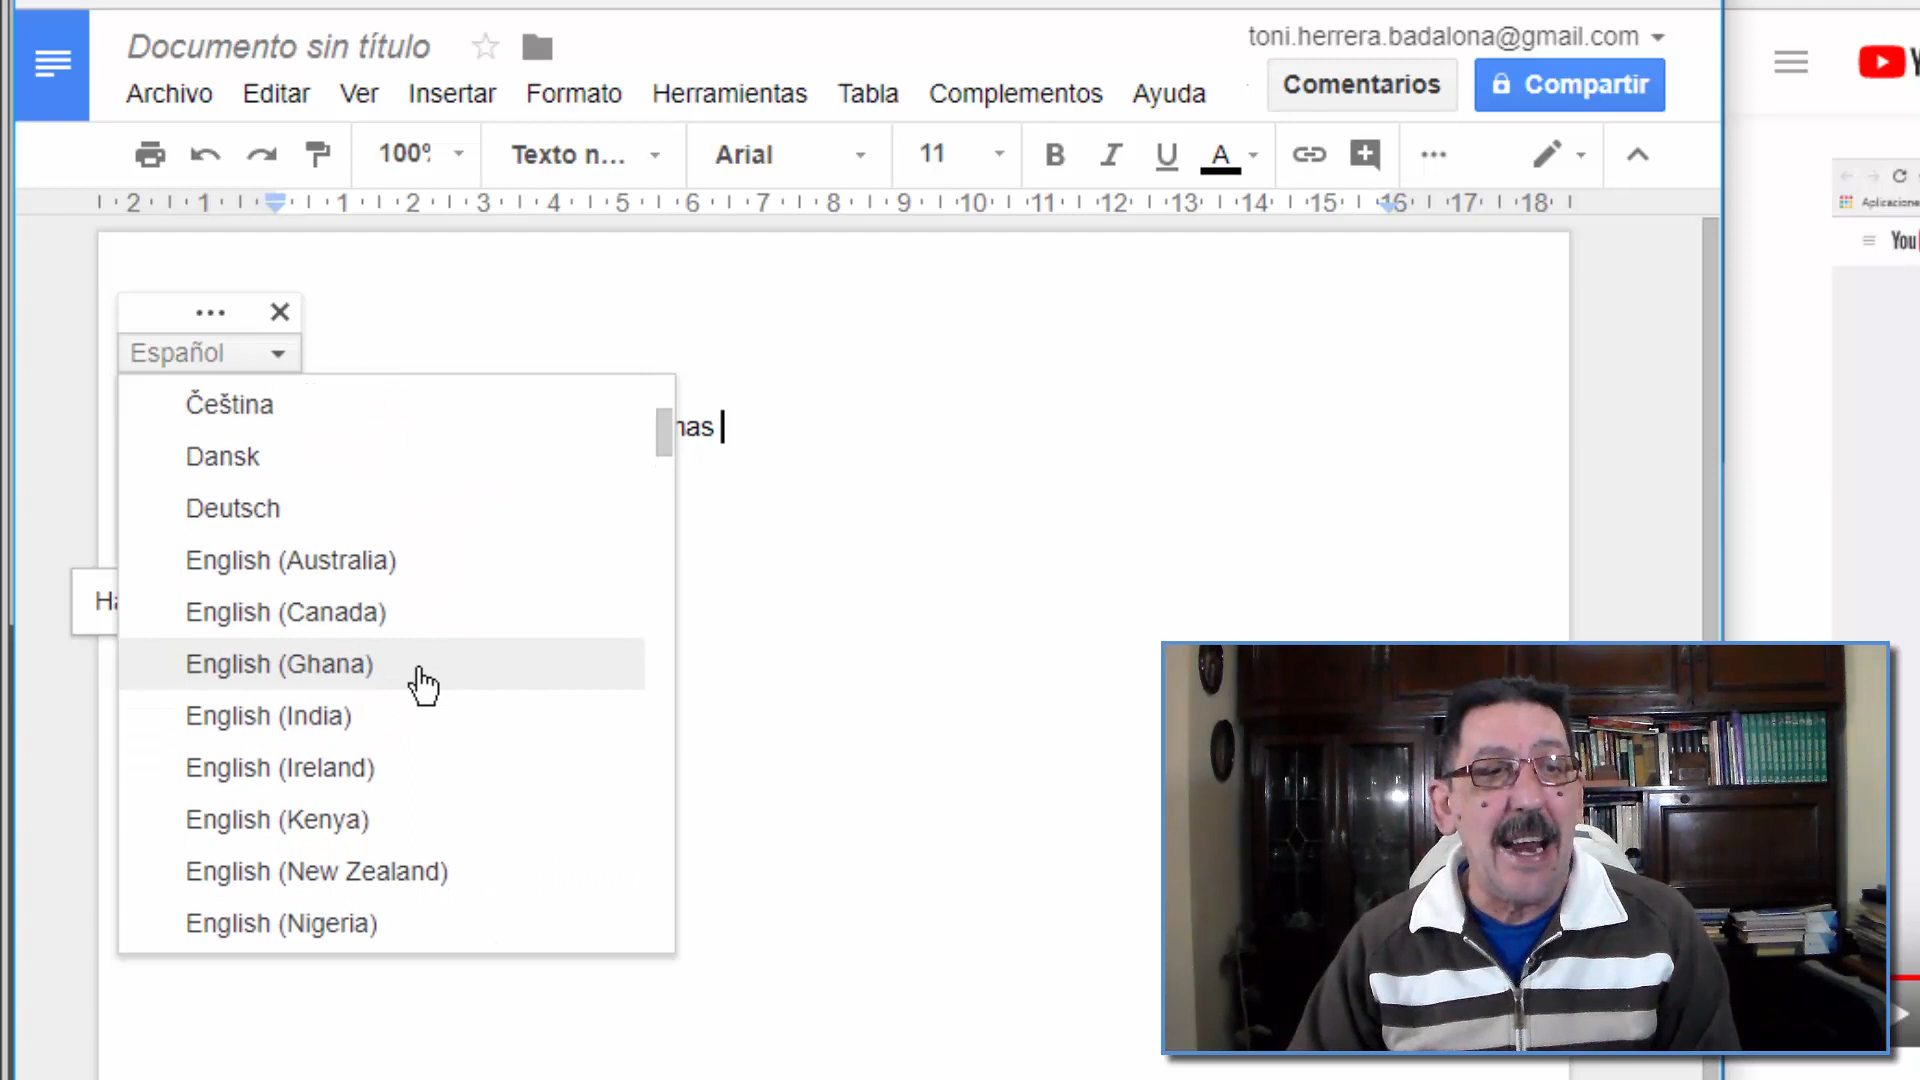 Documento sin título
toni.herrera.badalona@gmail.com
Archivo Editar Ver Insertar Formato Herramientas Tabla Complementos Ayuda
Comentarios
Compartir
100% Texto n... Arial 11 B I U A
2 1 1 2 3 4 5 6 7 8 9 10 11 12 13 14 15 16 17 18
Español
Čeština
Dansk
Deutsch
English (Australia)
English (Canada)
English (Ghana)
English (India)
English (Ireland)
English (Kenya)
English (New Zealand)
English (Nigeria)
Aplicacione
You